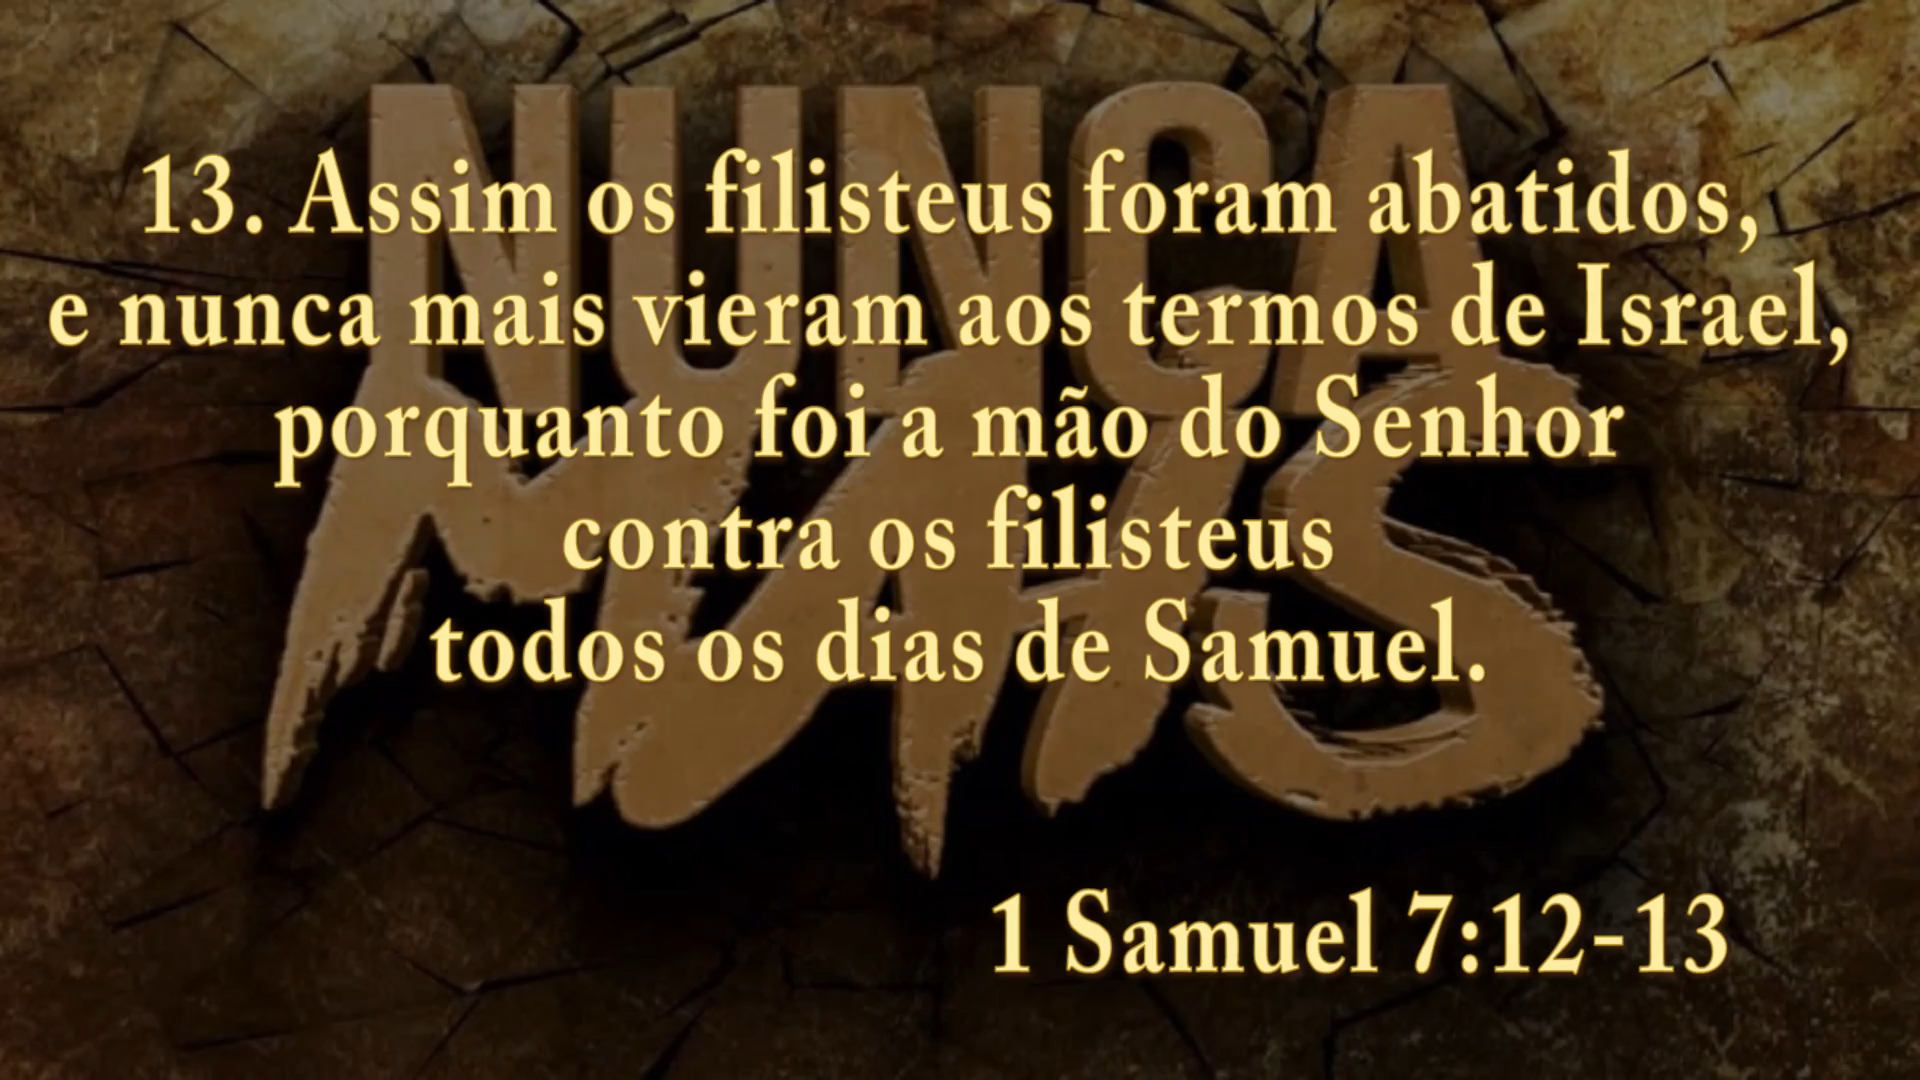 NUNCA
MAIS
13. Assim os filisteus foram abatidos,
e nunca mais vieram aos termos de Israel,
porquanto foi a mão do Senhor
contra os filisteus
todos os dias de Samuel.
1 Samuel 7:12-13